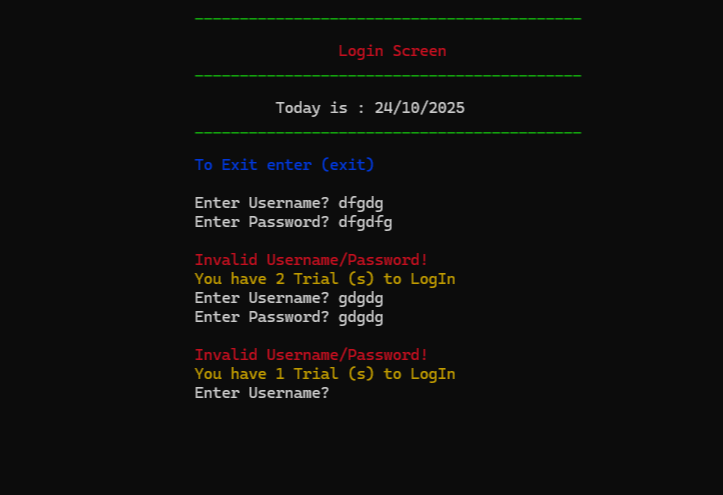 Login Screen
Today is : 24/10/2025
To Exit enter (exit)
Enter Username? dfgdg
Enter Password? dfgdfg
Invalid Username/Password!
You have 2 Trial (s) to LogIn
Enter Username? gdgdg
Enter Password? gdgdg
Invalid Username/Password!
You have 1 Trial (s) to LogIn
Enter Username?